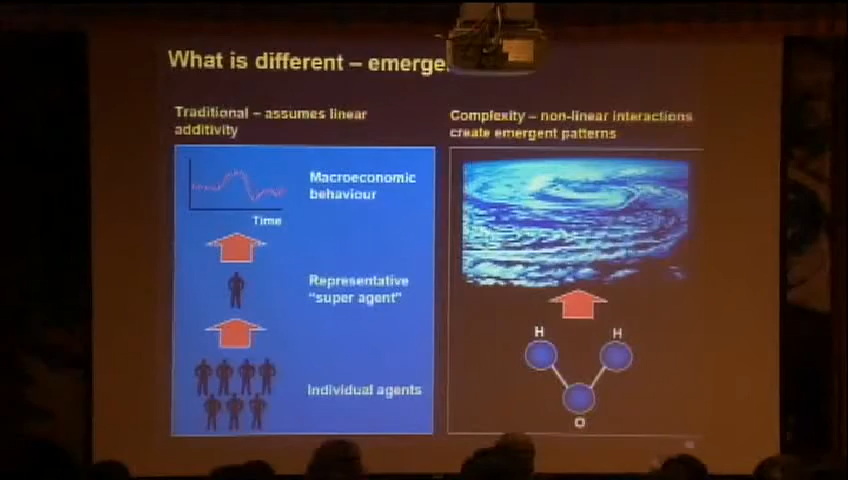 What is different – emerge
Traditional – assumes linear
additivity
Complexity – non-linear interactions
create emergent patterns
Macroeconomic
behaviour
Time
Representative
"super agent"
Individual agents
H H
O